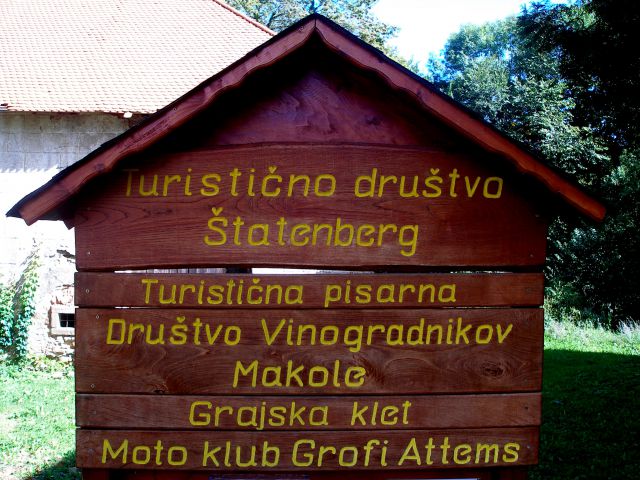 Turistično društvo
Štatenberg
Turistična pisarna
Društvo Vinogradnikov
Makole
Grajska klet
Moto klub Grofi Attems